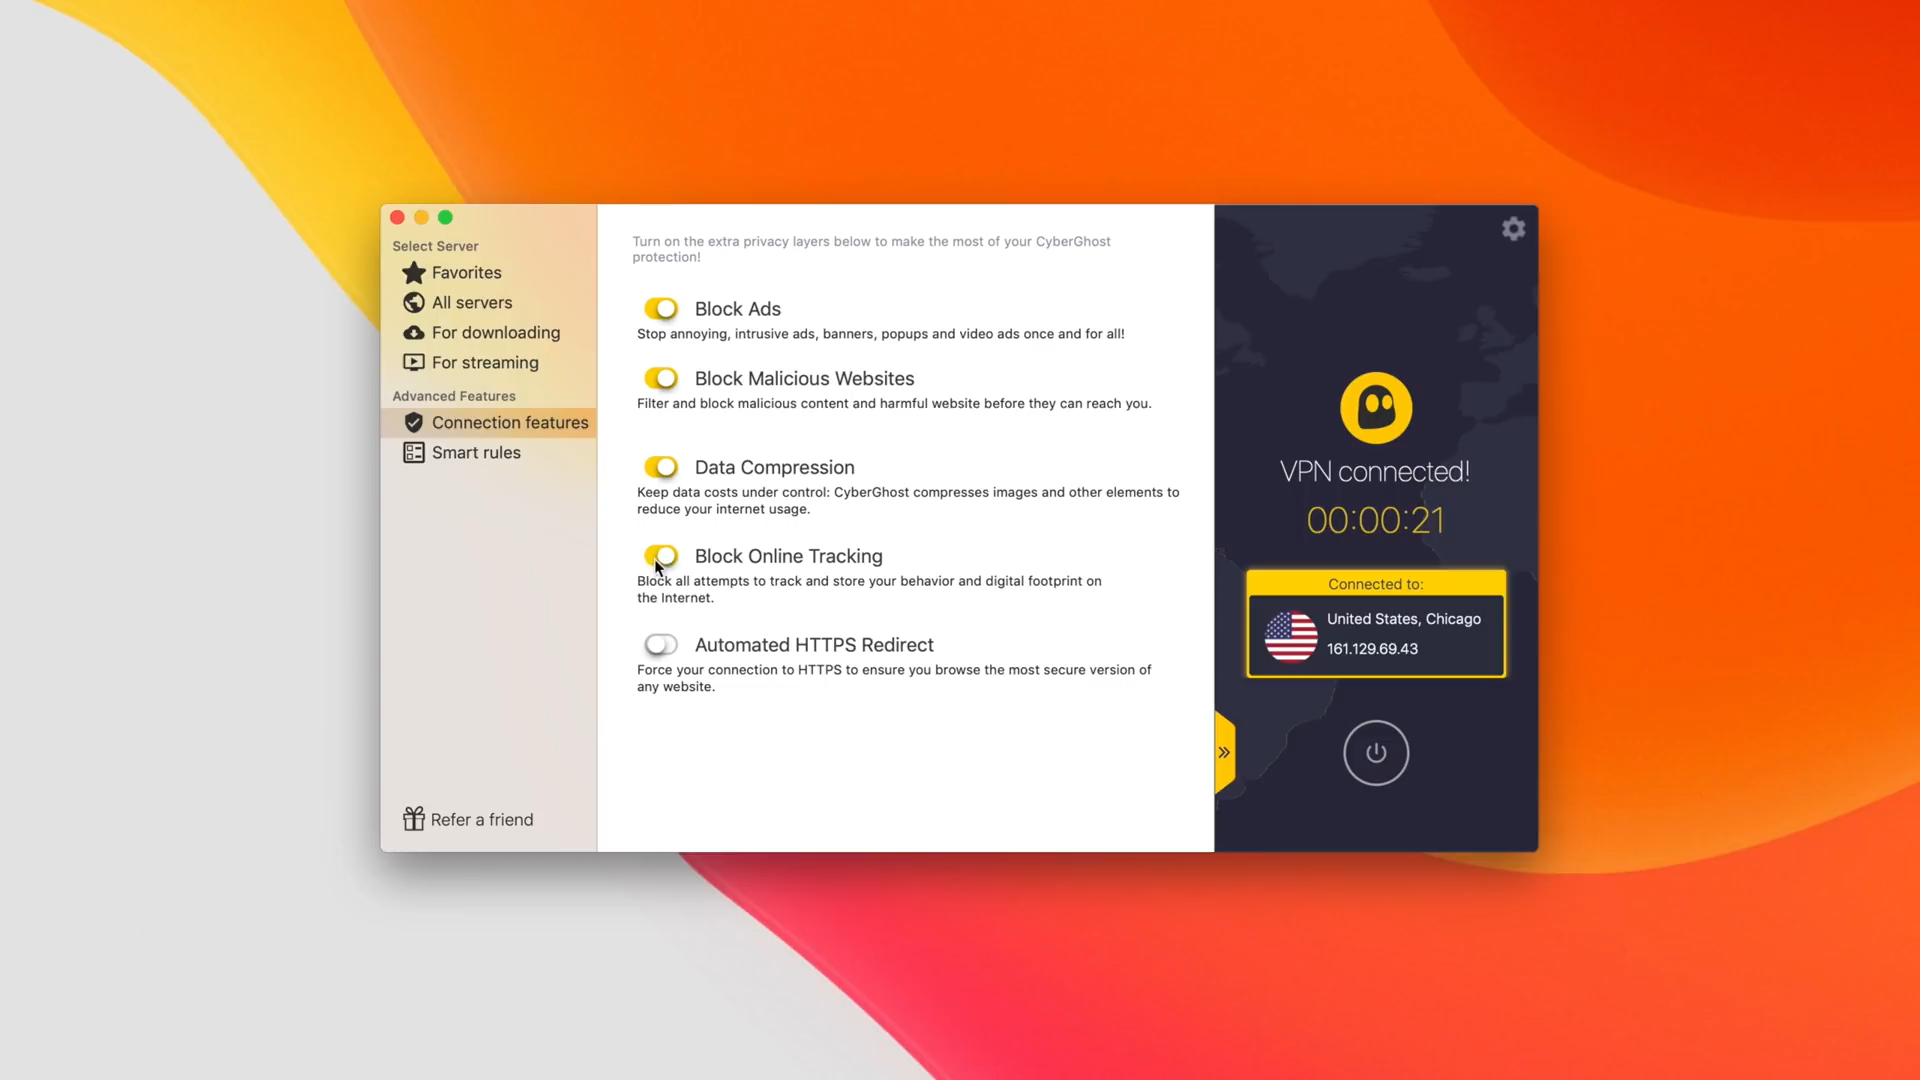 Select Server
Favorites
All servers
For downloading
For streaming
Advanced Features
Connection features
Smart rules
Refer a friend
Turn on the extra privacy layers below to make the most of your CyberGhost
protection!
Block Ads
Stop annoying, intrusive ads, banners, popups and video ads once and for all!
Block Malicious Websites
Filter and block malicious content and harmful website before they can reach you.
Data Compression
Keep data costs under control: CyberGhost compresses images and other elements to
reduce your internet usage.
Block Online Tracking
Block all attempts to track and store your behavior and digital footprint on
the Internet.
Automated HTTPS Redirect
Force your connection to HTTPS to ensure you browse the most secure version of
any website.
VPN connected!
00:00:21
Connected to:
United States, Chicago
161.129.69.43